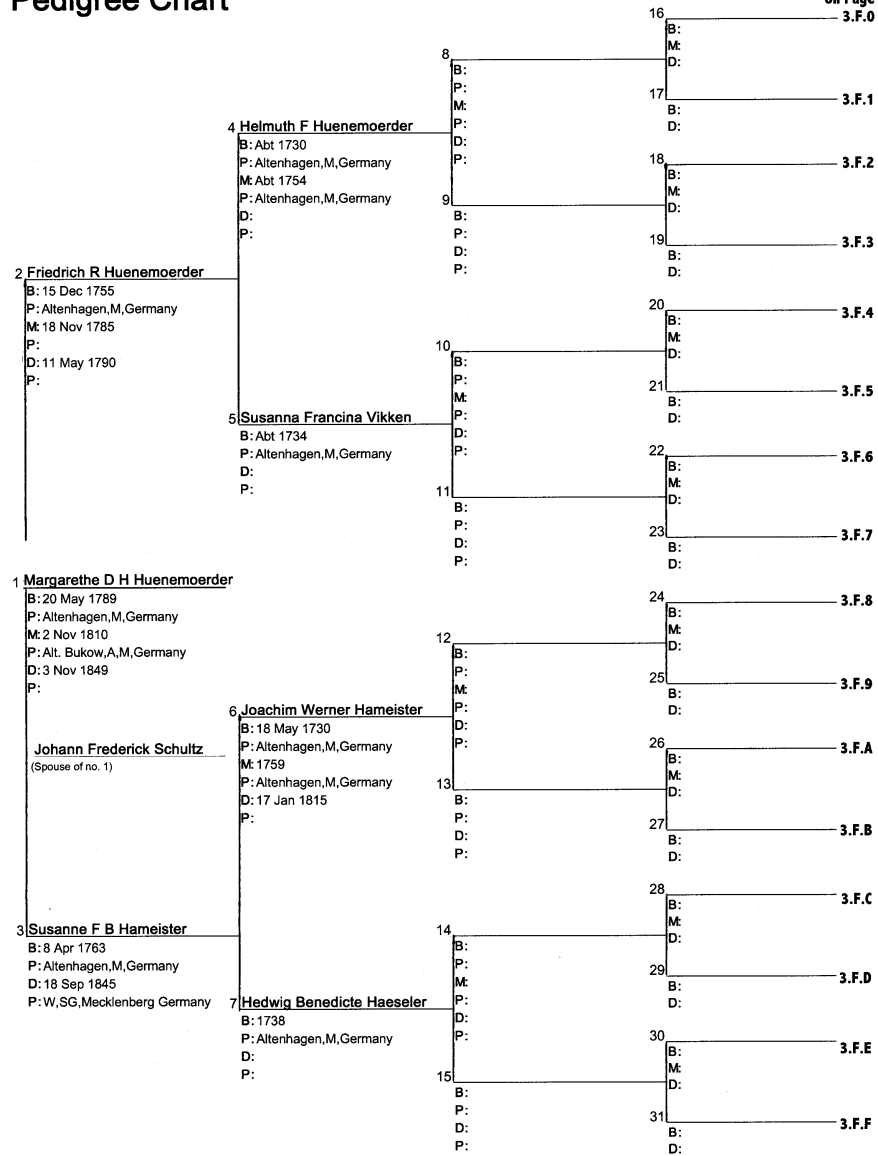 Pedigree Chart
on Page
16
3.F.0
B:
M:
D:
8
B:
P:
M:
P:
D:
P:
17
3.F.1
B:
D:
4 Helmuth F Huenemoerder
B: Abt 1730
P: Altenhagen,M,Germany
M: Abt 1754
P: Altenhagen,M,Germany
D:
P:
18
3.F.2
B:
M:
D:
9
B:
P:
D:
P:
19
3.F.3
B:
D:
2 Friedrich R Huenemoerder
B: 15 Dec 1755
P: Altenhagen,M,Germany
M: 18 Nov 1785
P:
D: 11 May 1790
P:
20
3.F.4
B:
M:
D:
10
B:
P:
M:
P:
D:
P:
21
3.F.5
B:
D:
5 Susanna Francina Vikken
B: Abt 1734
P: Altenhagen,M,Germany
D:
P:
22
3.F.6
B:
M:
D:
11
B:
P:
D:
P:
23
3.F.7
B:
D:
1 Margarethe D H Huenemoerder
B: 20 May 1789
P: Altenhagen,M,Germany
M: 2 Nov 1810
P: Alt. Bukow,A,M,Germany
D: 3 Nov 1849
P:
Johann Frederick Schultz
(Spouse of no. 1)
24
3.F.8
B:
M:
D:
12
B:
P:
M:
P:
D:
P:
25
3.F.9
B:
D:
6 Joachim Werner Hameister
B: 18 May 1730
P: Altenhagen,M,Germany
M: 1759
P: Altenhagen,M,Germany
D: 17 Jan 1815
P:
26
3.F.A
B:
M:
D:
13
B:
P:
D:
P:
27
3.F.B
B:
D:
3 Susanne F B Hameister
B: 8 Apr 1763
P: Altenhagen,M,Germany
D: 18 Sep 1845
P: W,SG,Mecklenberg Germany
28
3.F.C
B:
M:
D:
14
B:
P:
M:
P:
D:
P:
29
3.F.D
B:
D:
7 Hedwig Benedicte Haeseler
B: 1738
P: Altenhagen,M,Germany
D:
P:
30
3.F.E
B:
M:
D:
15
B:
P:
D:
P:
31
3.F.F
B:
D: